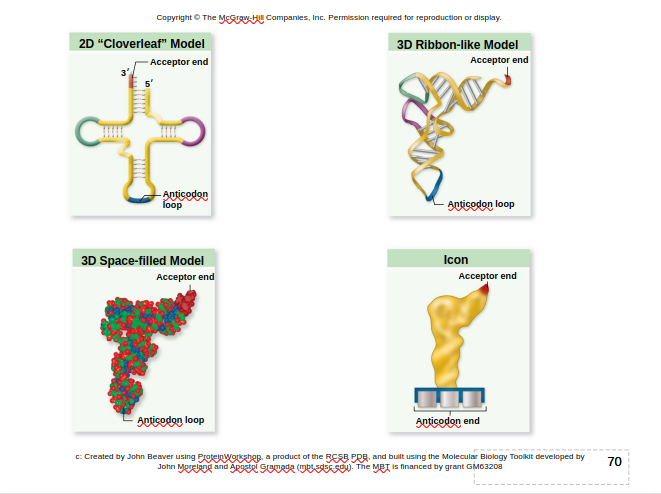 Copyright © The McGraw-Hill Companies, Inc. Permission required for reproduction or display.
2D “Cloverleaf” Model
Acceptor end
3′
5′
Anticodon
loop
3D Ribbon-like Model
Acceptor end
Anticodon loop
3D Space-filled Model
Acceptor end
Anticodon loop
Icon
Acceptor end
Anticodon end
c: Created by John Beaver using ProteinWorkshop, a product of the RCSB PDB, and built using the Molecular Biology Toolkit developed by
John Moreland and Apostol Gramada (mbt.sdsc.edu). The MBT is financed by grant GM63208
70